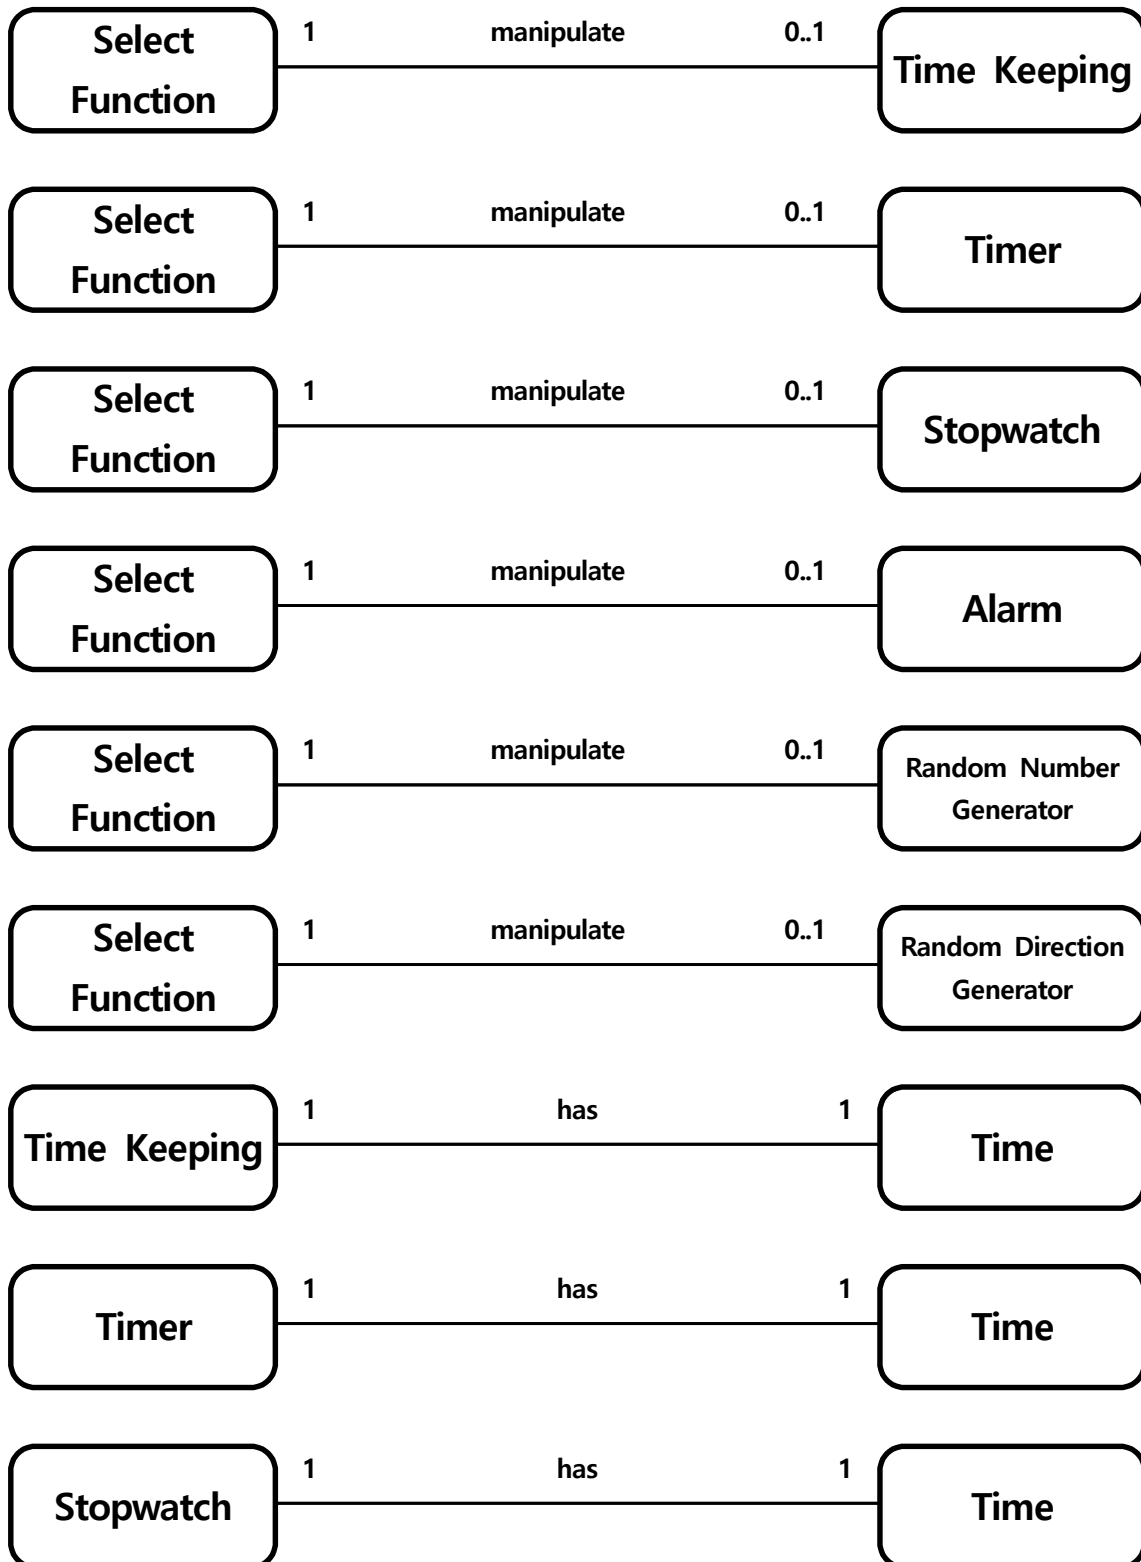 Select
Function
1 manipulate 0..1
Time Keeping
Select
Function
1 manipulate 0..1
Timer
Select
Function
1 manipulate 0..1
Stopwatch
Select
Function
1 manipulate 0..1
Alarm
Select
Function
1 manipulate 0..1
Random Number
Generator
Select
Function
1 manipulate 0..1
Random Direction
Generator
Time Keeping
1 has 1
Time
Timer
1 has 1
Time
Stopwatch
1 has 1
Time